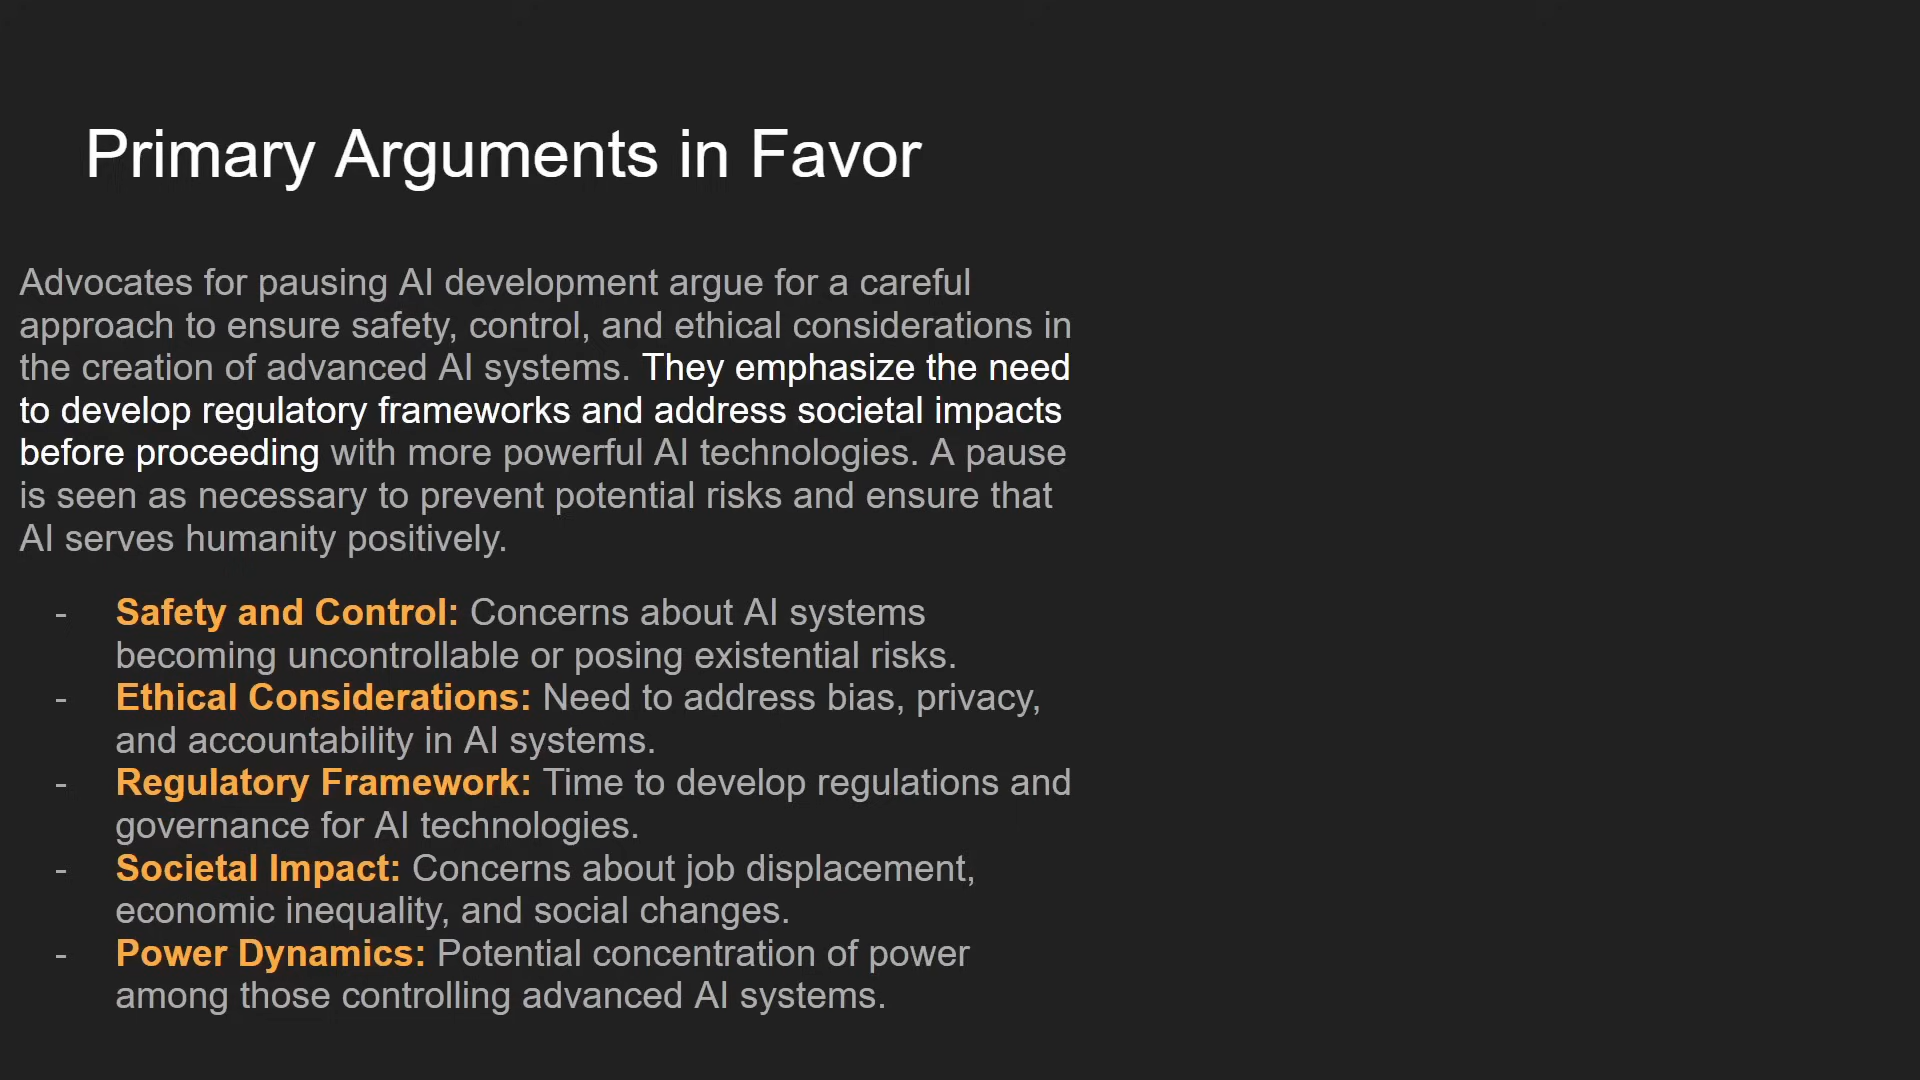 Primary Arguments in Favor
Advocates for pausing AI development argue for a careful
approach to ensure safety, control, and ethical considerations in
the creation of advanced AI systems. They emphasize the need
to develop regulatory frameworks and address societal impacts
before proceeding with more powerful AI technologies. A pause
is seen as necessary to prevent potential risks and ensure that
AI serves humanity positively.
- Safety and Control: Concerns about AI systems
becoming uncontrollable or posing existential risks.
- Ethical Considerations: Need to address bias, privacy,
and accountability in AI systems.
- Regulatory Framework: Time to develop regulations and
governance for AI technologies.
- Societal Impact: Concerns about job displacement,
economic inequality, and social changes.
- Power Dynamics: Potential concentration of power
among those controlling advanced AI systems.